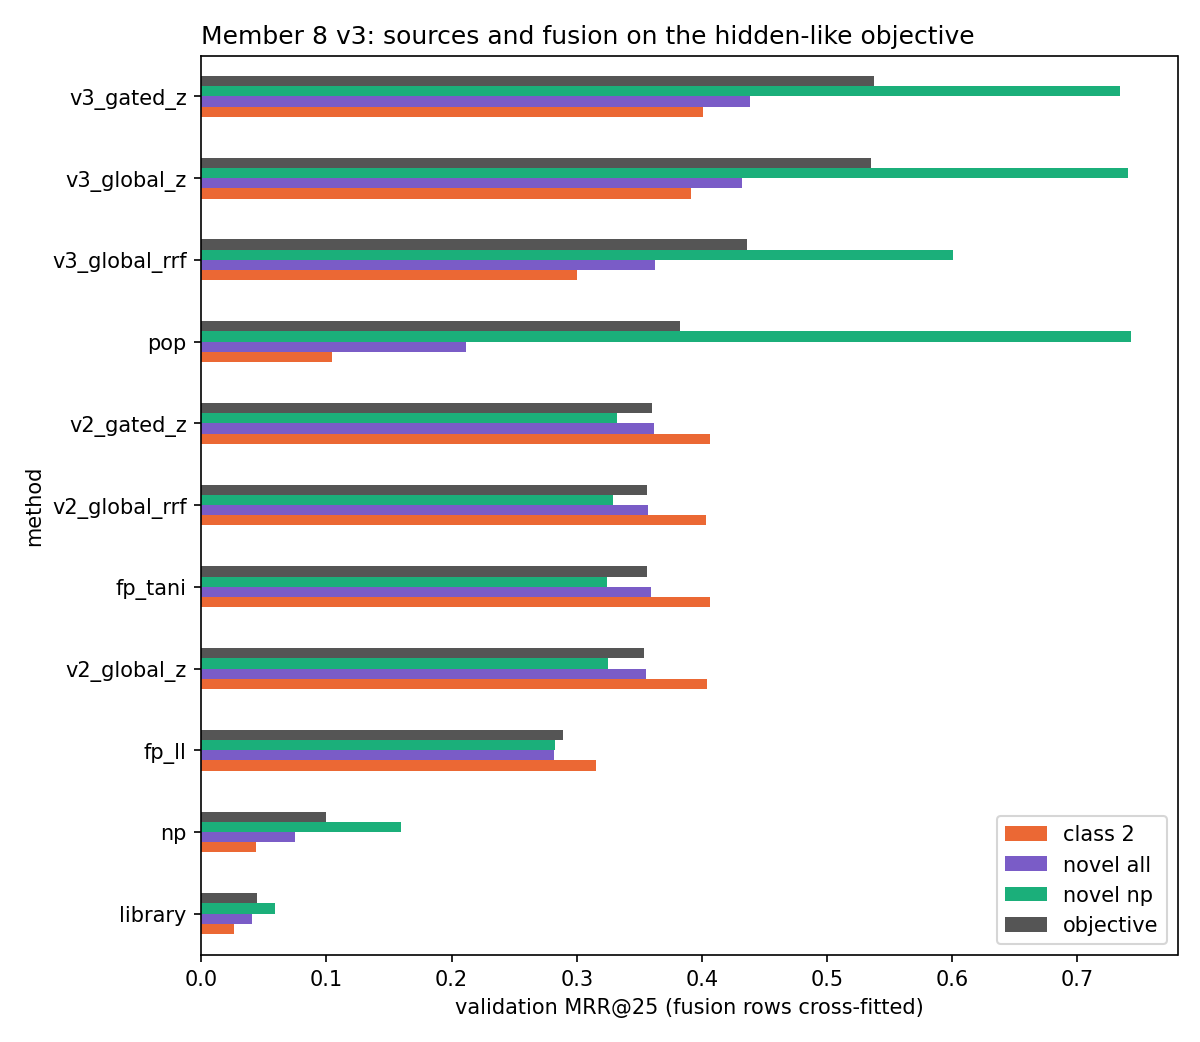 Member 8 v3: sources and fusion on the hidden-like objective
method
v3_gated_z
v3_global_z
v3_global_rrf
pop
v2_gated_z
v2_global_rrf
fp_tani
v2_global_z
fp_ll
np
library
class 2
novel all
novel np
objective
0.0 0.1 0.2 0.3 0.4 0.5 0.6 0.7
validation MRR@25 (fusion rows cross-fitted)